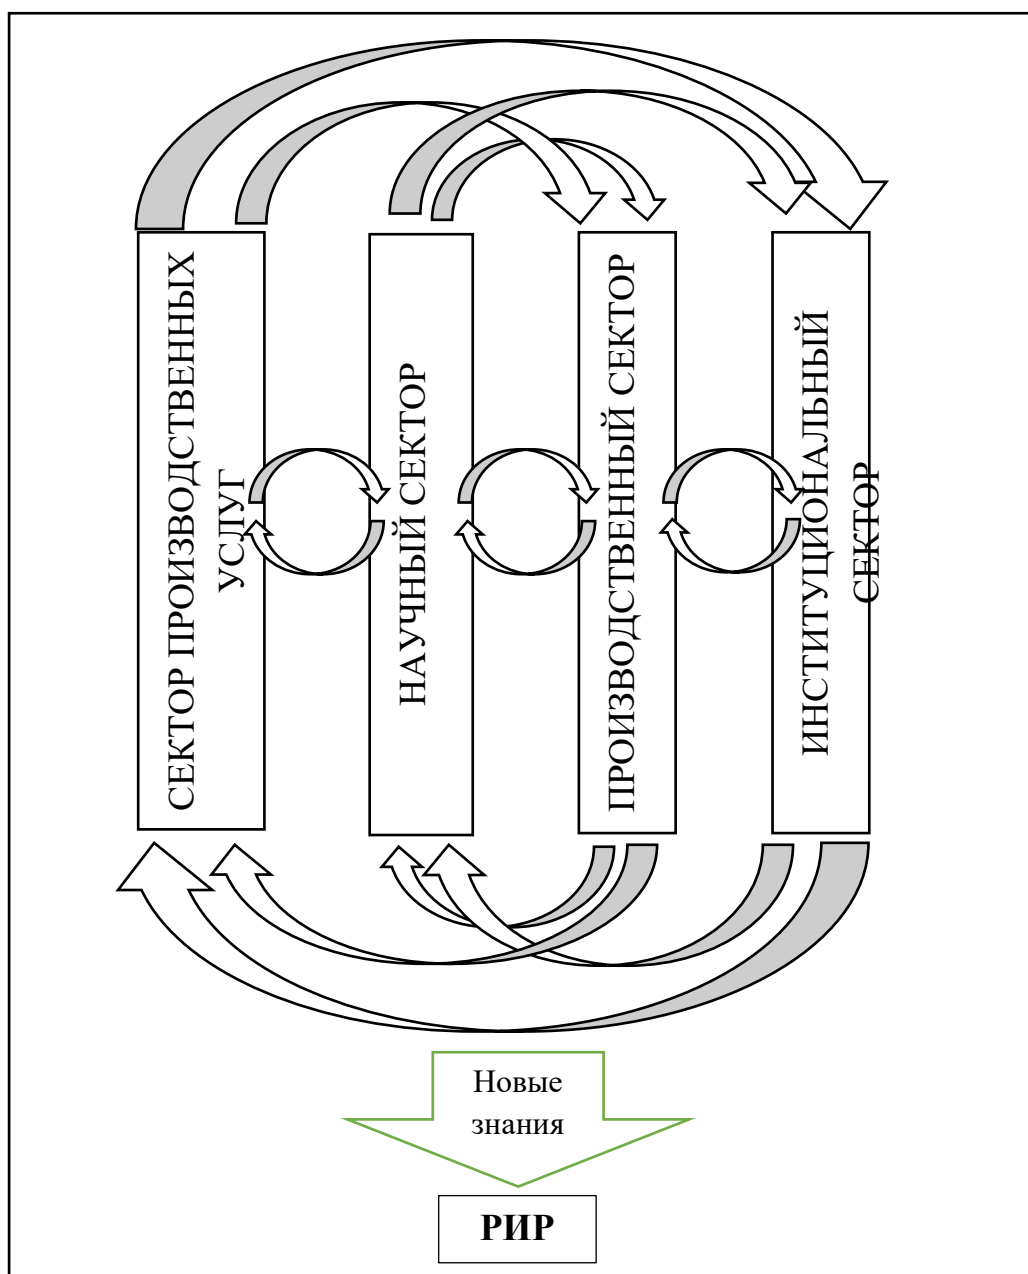 СЕКТОР ПРОИЗВОДСТВЕННЫХ
УСЛУГ
НАУЧНЫЙ СЕКТОР
ПРОИЗВОДСТВЕННЫЙ СЕКТОР
ИНСТИТУЦИОНАЛЬНЫЙ
СЕКТОР
Новые
знания
РИР